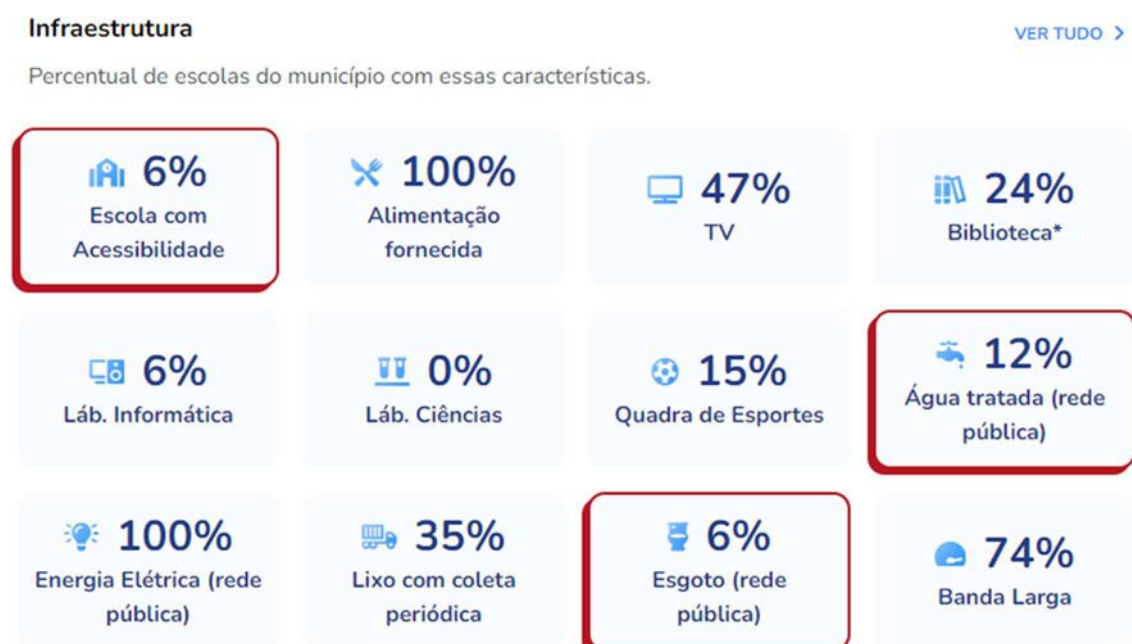 Infraestrutura
VER TUDO
Percentual de escolas do município com essas características.
6%
Escola com
Acessibilidade
100%
Alimentação
fornecida
47%
TV
24%
Biblioteca*
6%
Láb. Informática
0%
Láb. Ciências
15%
Quadra de Esportes
12%
Água tratada (rede
pública)
100%
Energia Elétrica (rede
pública)
35%
Lixo com coleta
periódica
6%
Esgoto (rede
pública)
74%
Banda Larga